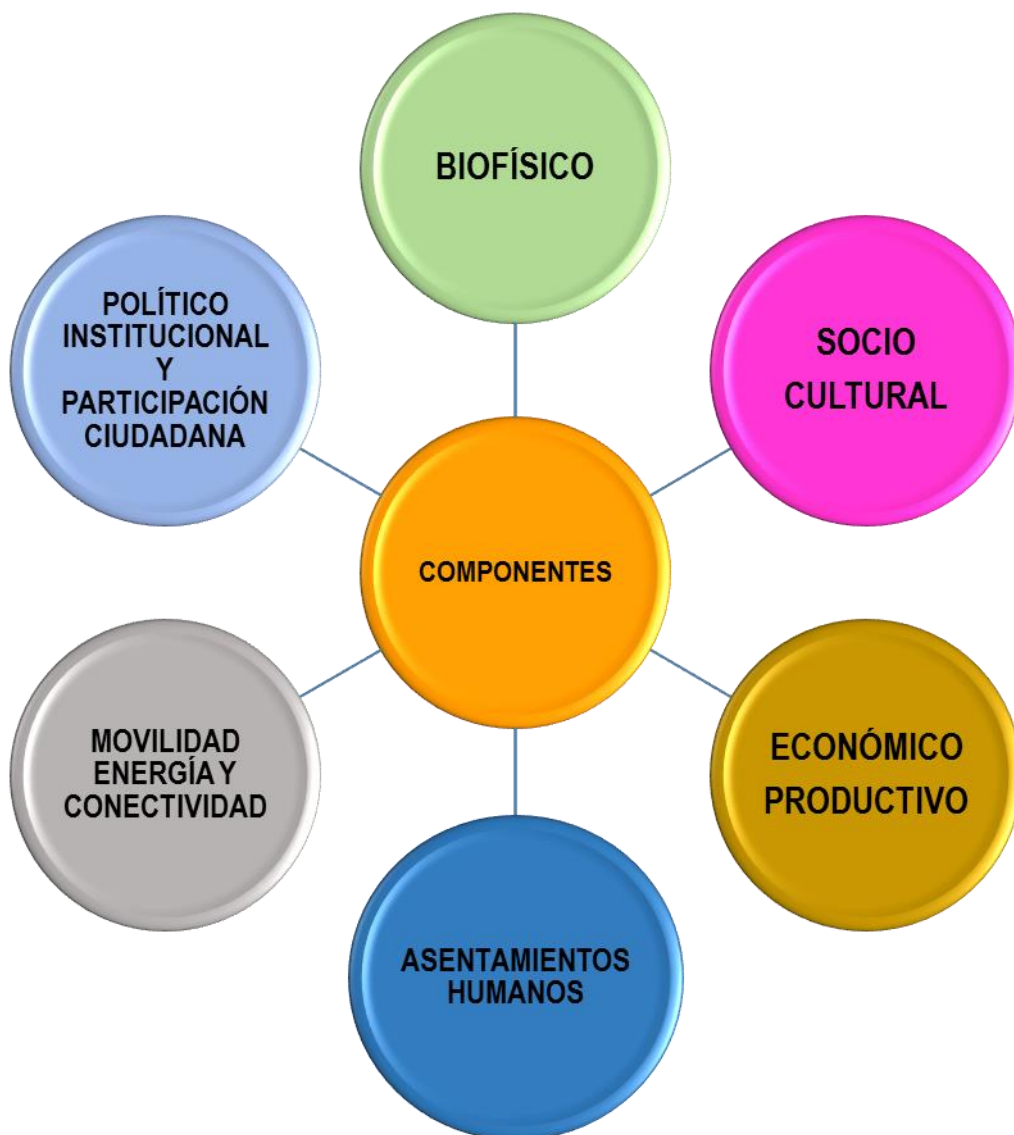 BIOFÍSICO
POLÍTICO
INSTITUCIONAL
Y
PARTICIPACIÓN
CIUDADANA
SOCIO
CULTURAL
COMPONENTES
MOVILIDAD
ENERGÍA Y
CONECTIVIDAD
ECONÓMICO
PRODUCTIVO
ASENTAMIENTOS
HUMANOS